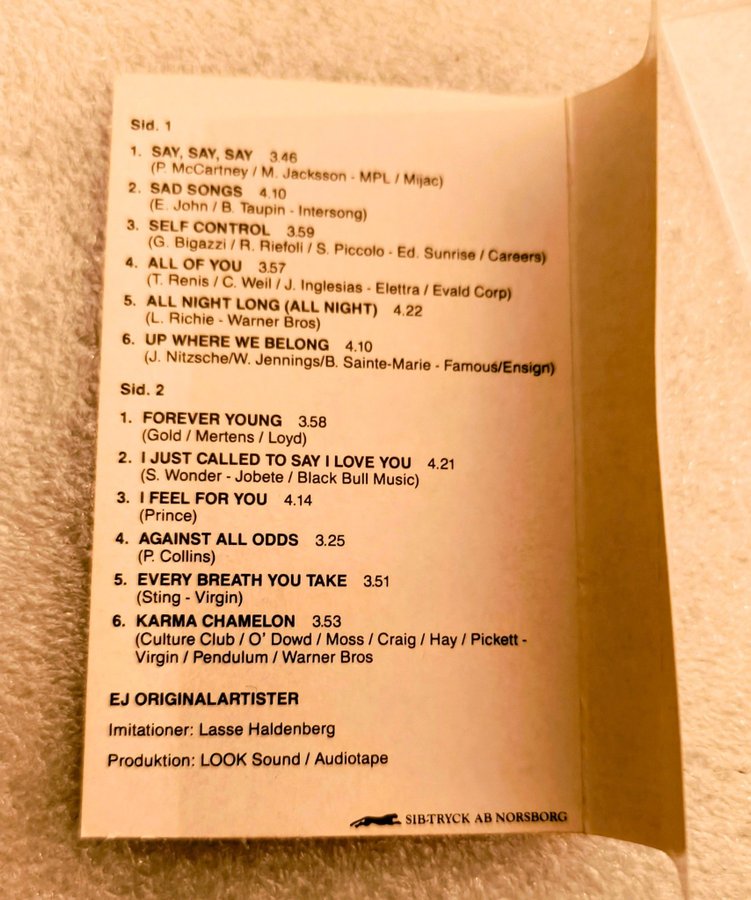 Sid. 1
1. SAY, SAY, SAY 3.46
(P. McCartney / M. Jacksson - MPL / Mijac)
2. SAD SONGS 4.10
(E. John / B. Taupin - Intersong)
3. SELF CONTROL 3.59
(G. Bigazzi / R. Riefoli / S. Piccolo - Ed. Sunrise / Careers)
4. ALL OF YOU 3.57
(T. Renis / C. Weil / J. Inglesias - Elettra / Evald Corp)
5. ALL NIGHT LONG (ALL NIGHT) 4.22
(L. Richie - Warner Bros)
6. UP WHERE WE BELONG 4.10
(J. Nitzsche/W. Jennings/B. Sainte-Marie - Famous/Ensign)
Sid. 2
1. FOREVER YOUNG 3.58
(Gold / Mertens / Loyd)
2. I JUST CALLED TO SAY I LOVE YOU 4.21
(S. Wonder - Jobete / Black Bull Music)
3. I FEEL FOR YOU 4.14
(Prince)
4. AGAINST ALL ODDS 3.25
(P. Collins)
5. EVERY BREATH YOU TAKE 3.51
(Sting - Virgin)
6. KARMA CHAMELON 3.53
(Culture Club / O' Dowd / Moss / Craig / Hay / Pickett -
Virgin / Pendulum / Warner Bros
EJ ORIGINALARTISTER
Imitationer: Lasse Haldenberg
Produktion: LOOK Sound / Audiotape
SIB-TRYCK AB NORSBORG